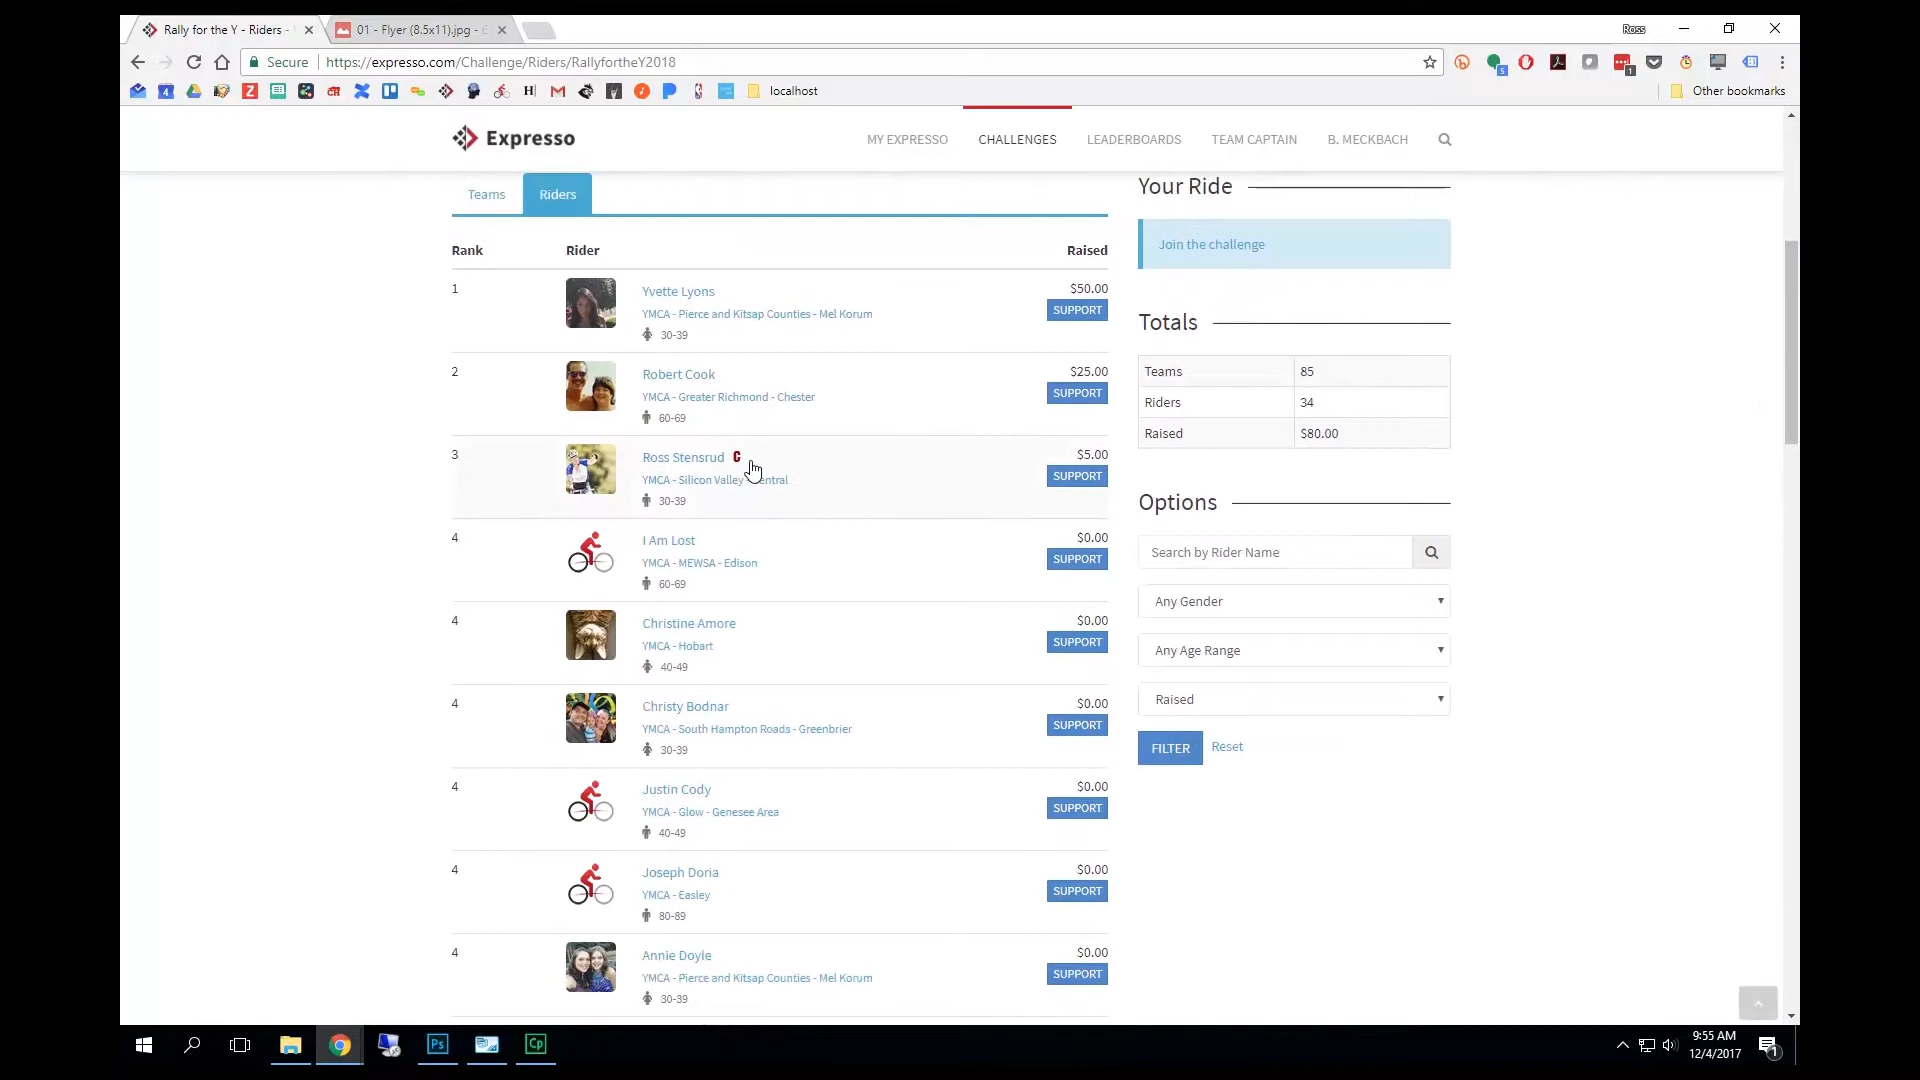 Rally for the Y - Riders -
01 - Flyer (8.5x11).jpg -
Ross
Secure
https://expresso.com/Challenge/Riders/RallyfortheY2018
localhost
Other bookmarks
Expresso
MY EXPRESSO
CHALLENGES
LEADERBOARDS
TEAM CAPTAIN
B. MECKBACH
Teams
Riders
Rank
Rider
Raised
1
Yvette Lyons
YMCA - Pierce and Kitsap Counties - Mel Korum
30-39
$50.00
SUPPORT
2
Robert Cook
YMCA - Greater Richmond - Chester
60-69
$25.00
SUPPORT
3
Ross Stensrud C
YMCA - Silicon Valley - Central
30-39
$5.00
SUPPORT
4
I Am Lost
YMCA - MEWSA - Edison
60-69
$0.00
SUPPORT
4
Christine Amore
YMCA - Hobart
40-49
$0.00
SUPPORT
4
Christy Bodnar
YMCA - South Hampton Roads - Greenbrier
30-39
$0.00
SUPPORT
4
Justin Cody
YMCA - Glow - Genesee Area
40-49
$0.00
SUPPORT
4
Joseph Doria
YMCA - Easley
80-89
$0.00
SUPPORT
4
Annie Doyle
YMCA - Pierce and Kitsap Counties - Mel Korum
30-39
$0.00
SUPPORT
Your Ride
Join the challenge
Totals
Teams 85
Riders 34
Raised $80.00
Options
Search by Rider Name
Any Gender
Any Age Range
Raised
FILTER
Reset
Ps
Cp
9:55 AM
12/4/2017
1